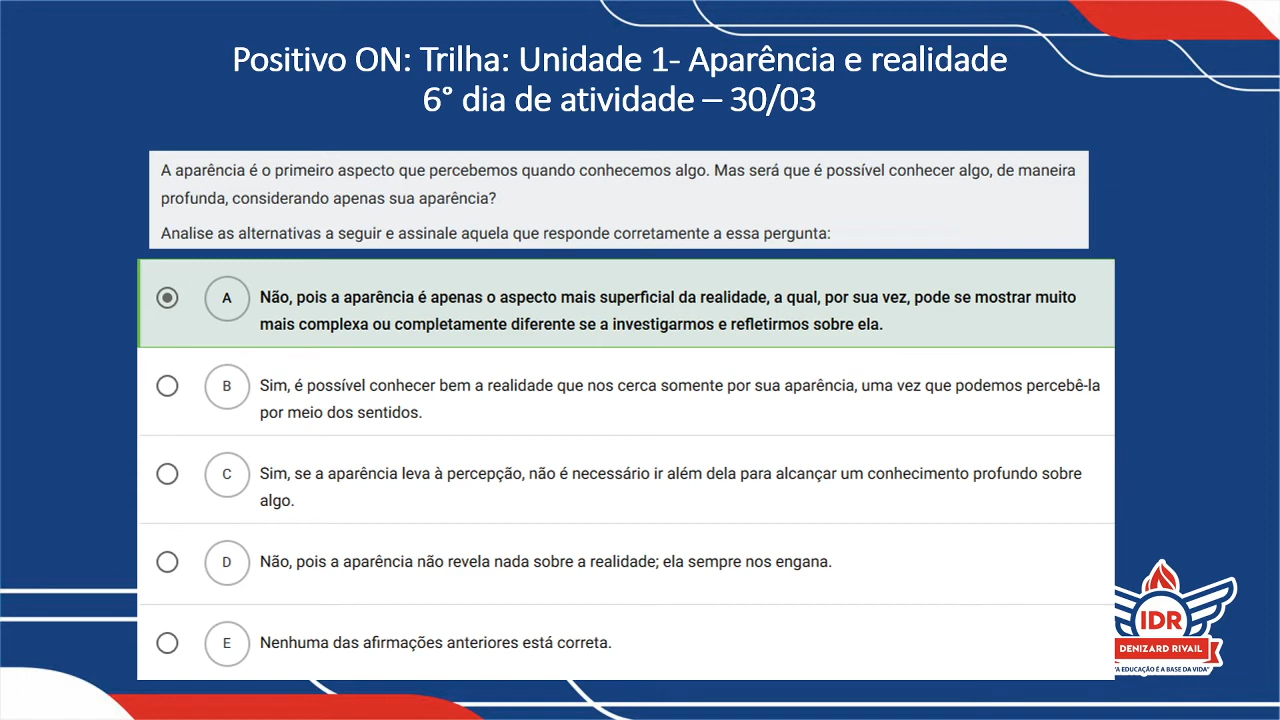 Positivo ON: Trilha: Unidade 1- Aparência e realidade
6° dia de atividade – 30/03
A aparência é o primeiro aspecto que percebemos quando conhecemos algo. Mas será que é possível conhecer algo, de maneira
profunda, considerando apenas sua aparência?
Analise as alternativas a seguir e assinale aquela que responde corretamente a essa pergunta:
A Não, pois a aparência é apenas o aspecto mais superficial da realidade, a qual, por sua vez, pode se mostrar muito
mais complexa ou completamente diferente se a investigarmos e refletirmos sobre ela.
B Sim, é possível conhecer bem a realidade que nos cerca somente por sua aparência, uma vez que podemos percebê-la
por meio dos sentidos.
C Sim, se a aparência leva à percepção, não é necessário ir além dela para alcançar um conhecimento profundo sobre
algo.
D Não, pois a aparência não revela nada sobre a realidade; ela sempre nos engana.
E Nenhuma das afirmações anteriores está correta.
IDR
DENIZARD RIVAIL
"A EDUCAÇÃO É A BASE DA VIDA"